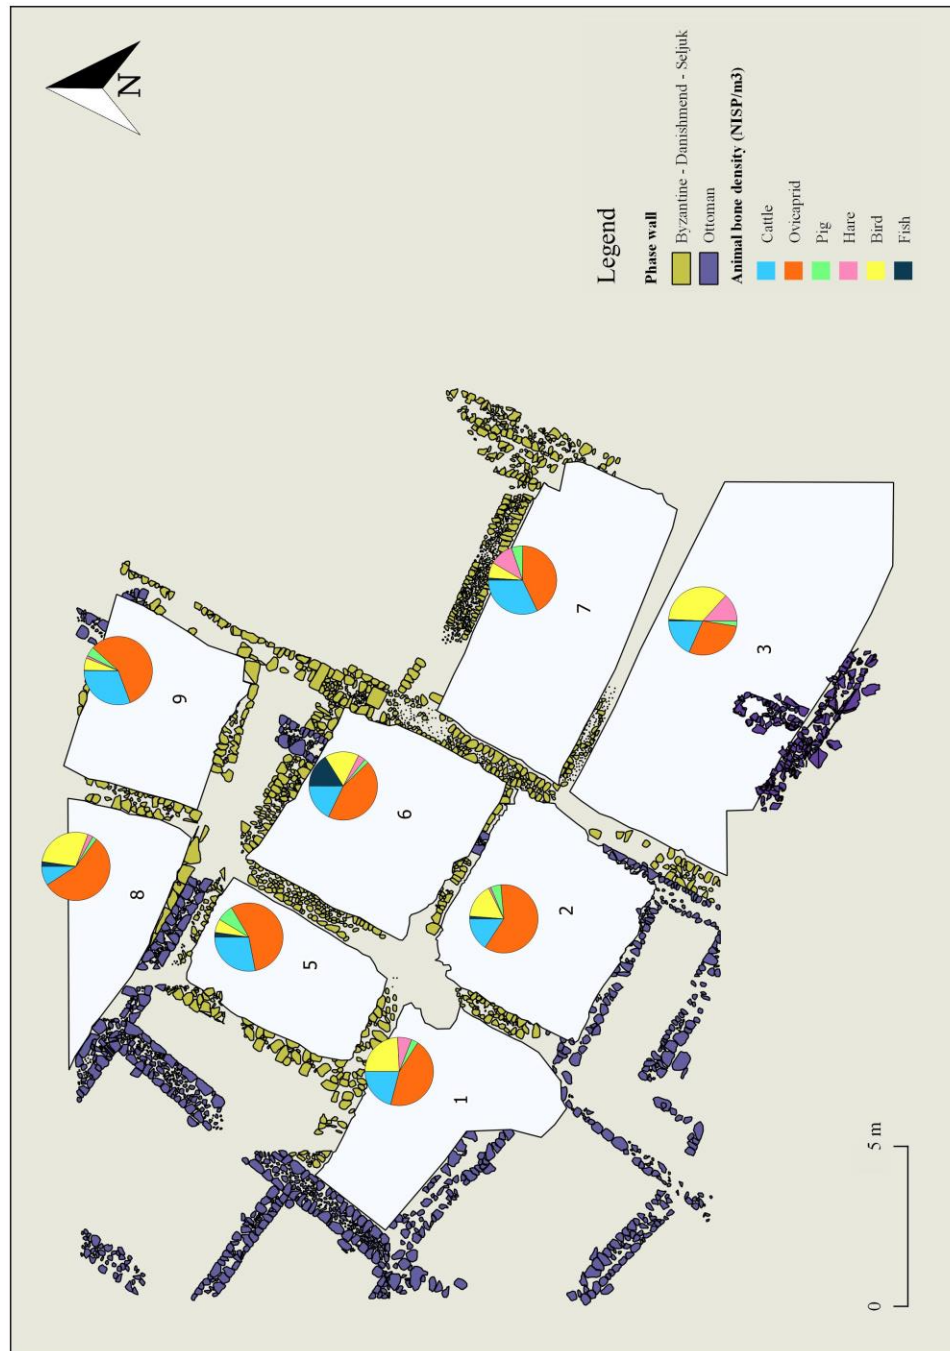 N
Legend
Phase wall
Byzantine - Danishmend - Seljuk
Ottoman
Animal bone density (NISP/m3)
Cattle
Ovicaprid
Pig
Hare
Bird
Fish
9
8
7
6
5
3
2
1
0 5 m